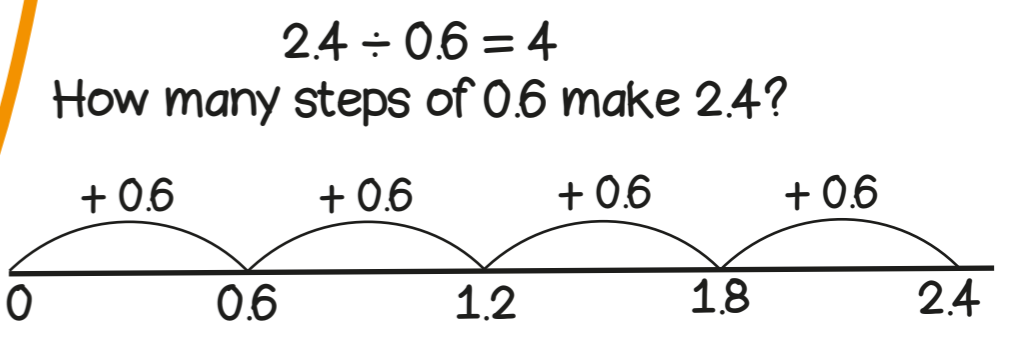 2.4 ÷ 0.6 = 4
How many steps of 0.6 make 2.4?
+ 0.6 + 0.6 + 0.6 + 0.6
0 0.6 1.2 1.8 2.4